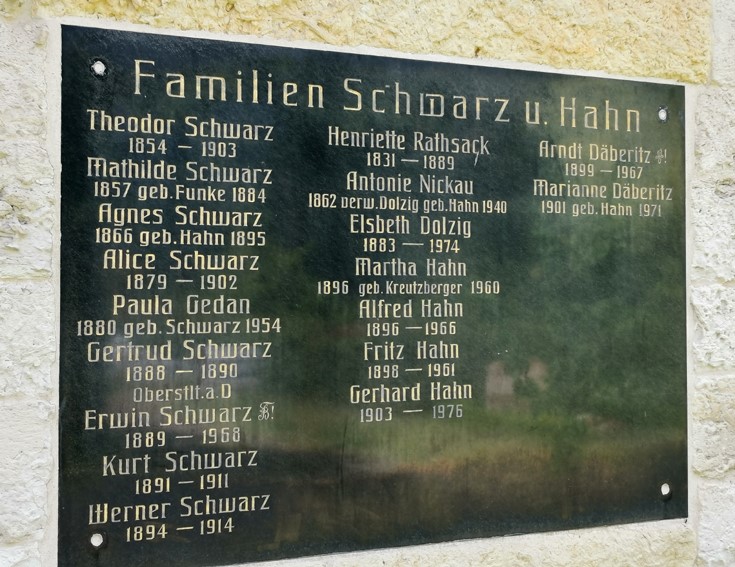 Familien Schwarz u. Hahn
Theodor Schwarz
1854 – 1903
Mathilde Schwarz
1857 geb. Funke 1884
Agnes Schwarz
1866 geb. Hahn 1895
Alice Schwarz
1879 – 1902
Paula Gedan
1880 geb. Schwarz 1954
Gertrud Schwarz
1888 – 1890
Oberstlt. a. D
Erwin Schwarz
1889 – 1968
Kurt Schwarz
1891 – 1911
Werner Schwarz
1894 – 1914
Henriette Rathsack
1831 – 1889
Antonie Nickau
1862 verw. Dolzig geb. Hahn 1940
Elsbeth Dolzig
1883 – 1974
Martha Hahn
1896 geb. Kreutzberger 1960
Alfred Hahn
1896 – 1966
Fritz Hahn
1898 – 1961
Gerhard Hahn
1903 – 1976
Arndt Däberitz
1899 – 1967
Marianne Däberitz
1901 geb. Hahn 1971